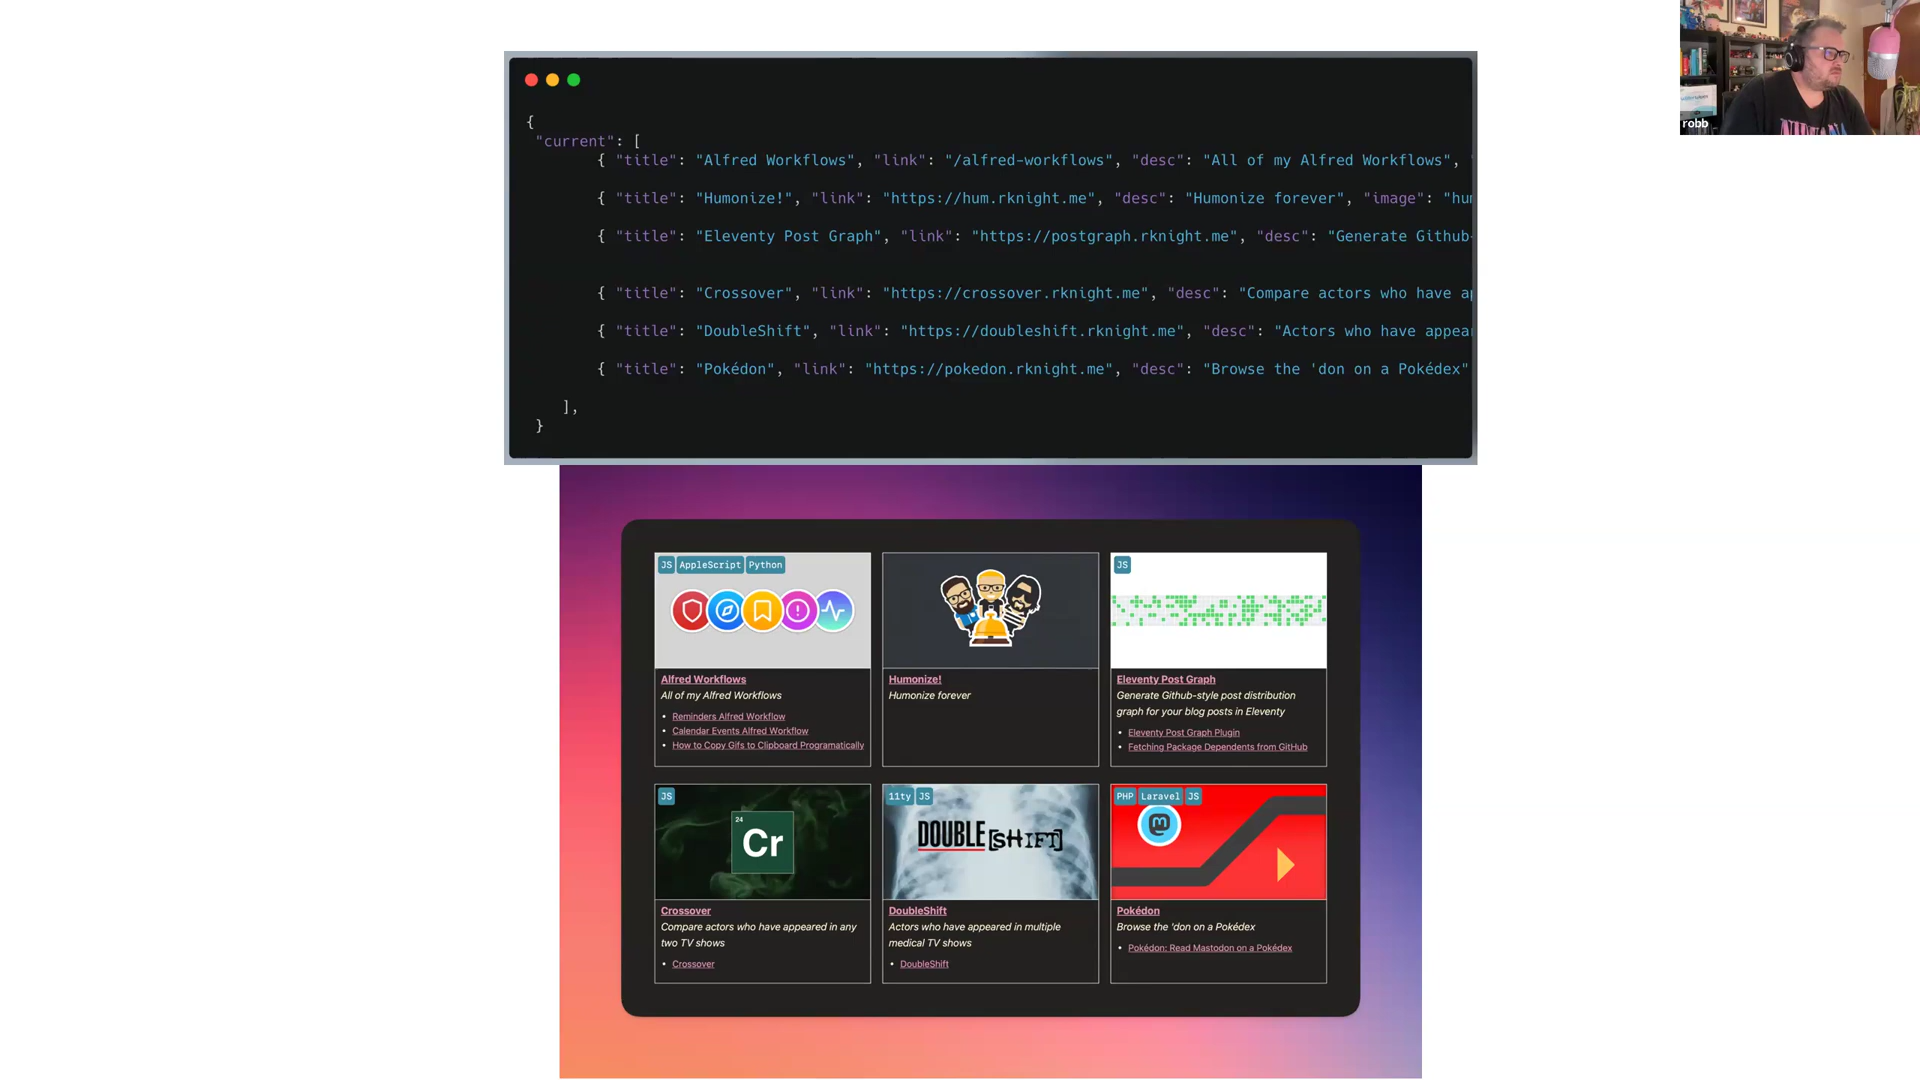 robb
{
"current": [
{ "title": "Alfred Workflows", "link": "/alfred-workflows", "desc": "All of my Alfred Workflows",
{ "title": "Humonize!", "link": "https://hum.rknight.me", "desc": "Humonize forever", "image": "hu
{ "title": "Eleventy Post Graph", "link": "https://postgraph.rknight.me", "desc": "Generate Github-
{ "title": "Crossover", "link": "https://crossover.rknight.me", "desc": "Compare actors who have a
{ "title": "DoubleShift", "link": "https://doubleshift.rknight.me", "desc": "Actors who have appea
{ "title": "Pokédon", "link": "https://pokedon.rknight.me", "desc": "Browse the 'don on a Pokédex"
],
}
JS AppleScript Python
Alfred Workflows
All of my Alfred Workflows
• Reminders Alfred Workflow
• Calendar Events Alfred Workflow
• How to Copy Gifs to Clipboard Programatically
Humonize!
Humonize forever
JS
Eleventy Post Graph
Generate Github-style post distribution
graph for your blog posts in Eleventy
• Eleventy Post Graph Plugin
• Fetching Package Dependents from GitHub
JS
24
Cr
Crossover
Compare actors who have appeared in any
two TV shows
• Crossover
11ty JS
DOUBLE[SHIFT]
DoubleShift
Actors who have appeared in multiple
medical TV shows
• DoubleShift
PHP Laravel JS
Pokédon
Browse the 'don on a Pokédex
• Pokédon: Read Mastodon on a Pokédex